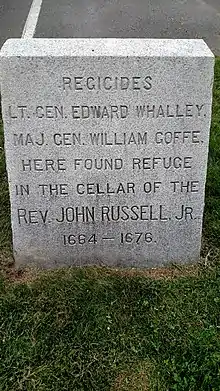 REGICIDES
LT. GEN. EDWARD WHALLEY.
MAJ. GEN. WILLIAM GOFFE.
HERE FOUND REFUGE
IN THE CELLAR OF THE
REV. JOHN RUSSELL, JR.
1664 — 1676.